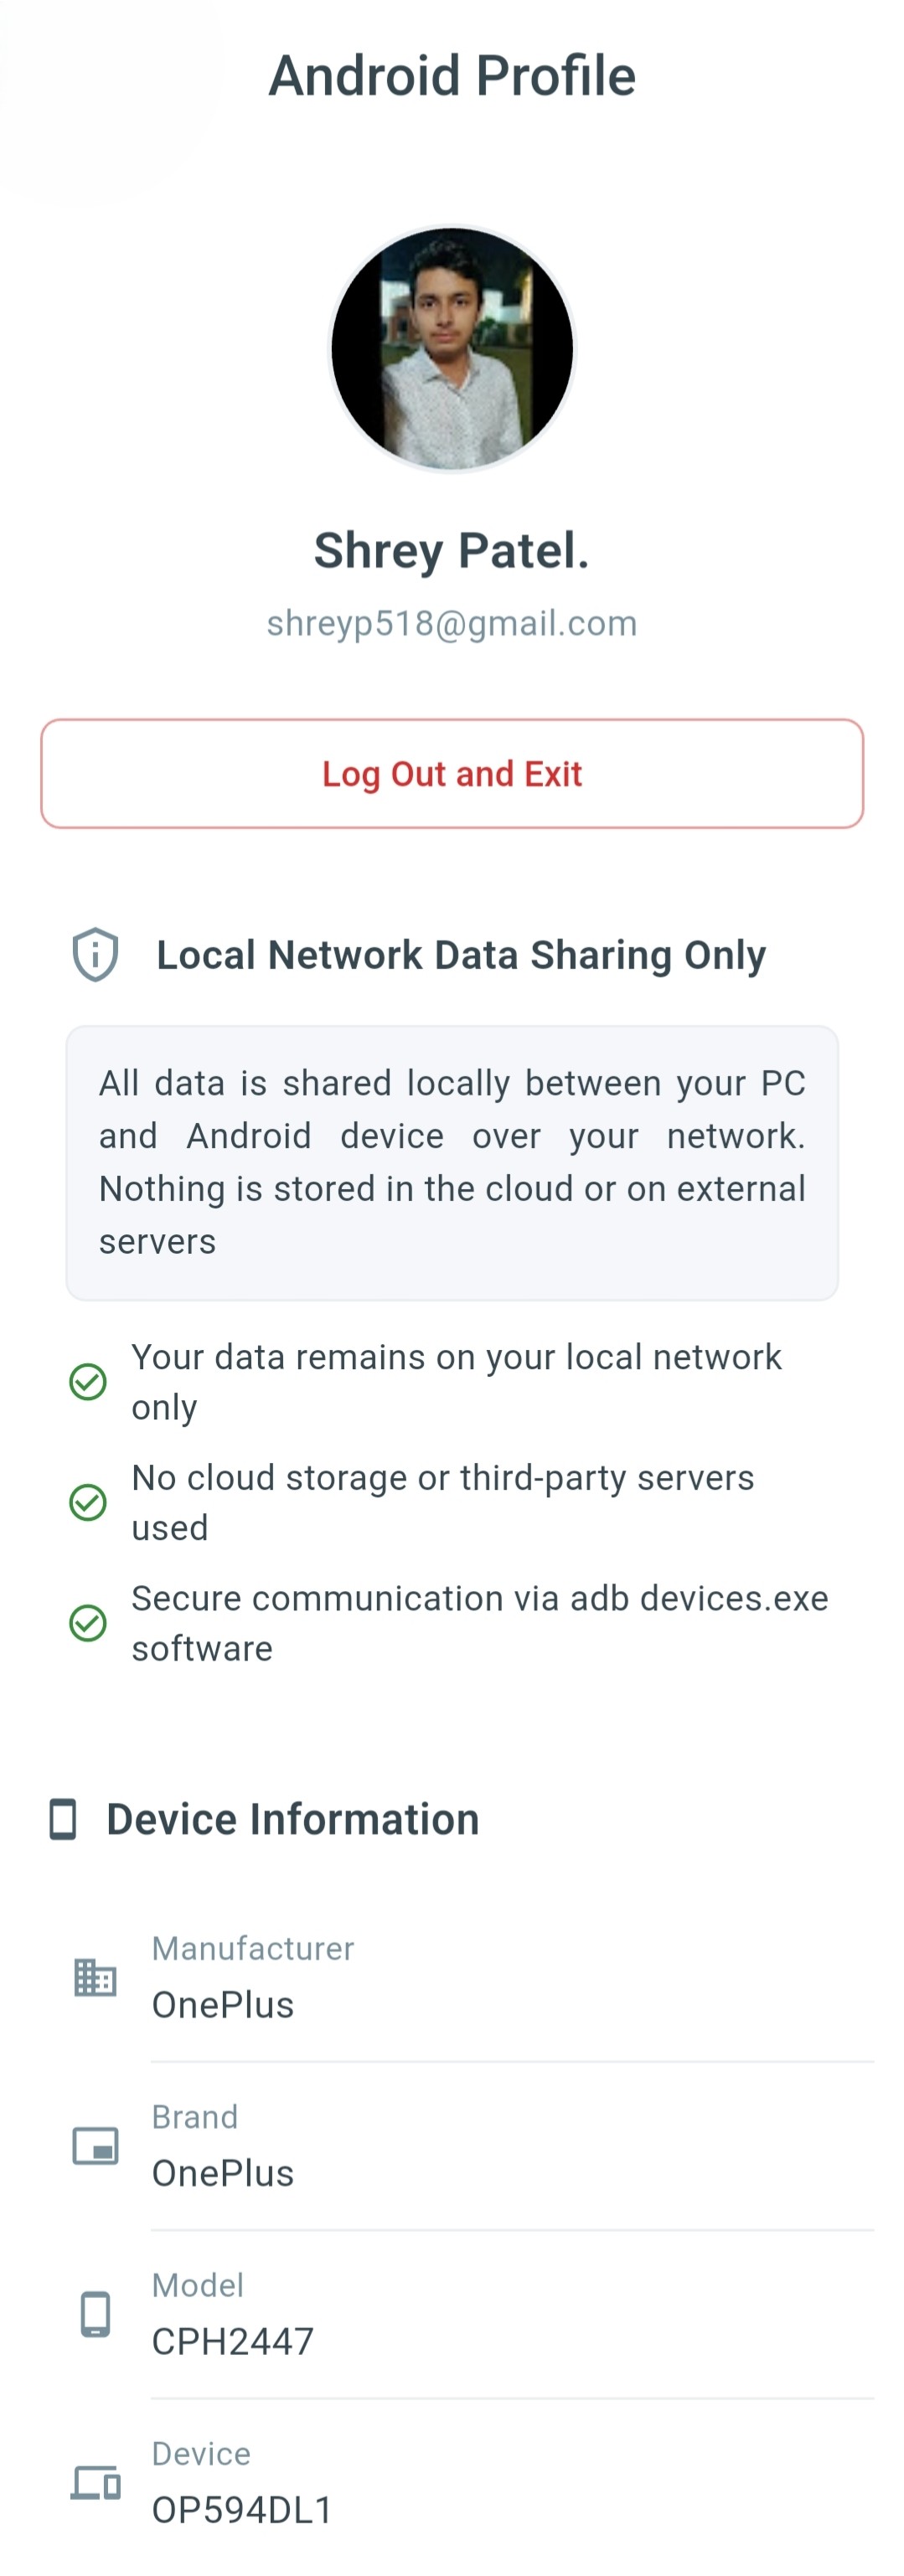 Android Profile
Shrey Patel.
shreyp518@gmail.com
Log Out and Exit
Local Network Data Sharing Only
All data is shared locally between your PC
and Android device over your network.
Nothing is stored in the cloud or on external
servers
Your data remains on your local network
only
No cloud storage or third-party servers
used
Secure communication via adb devices.exe
software
Device Information
Manufacturer
OnePlus
Brand
OnePlus
Model
CPH2447
Device
OP594DL1